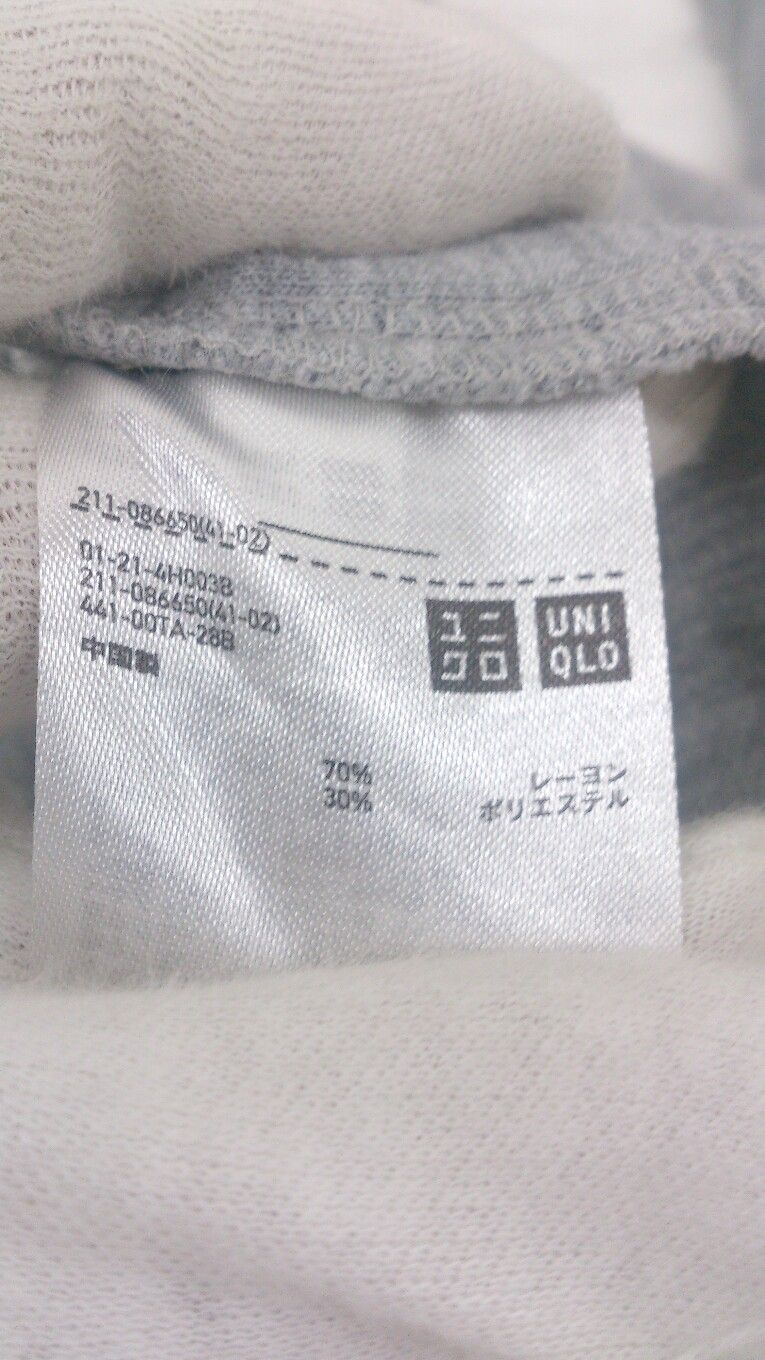 211-086650(41-02)
01-21-4H003B
211-086650(41-02)
441-00TA-28B
中国製
ユニ
クロ
UNI
QLO
70% レーヨン
30% ポリエステル